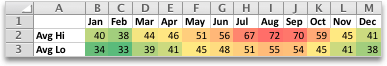 A B C D E F G H I J K L M
1 Jan Feb Mar Apr May Jun Jul Aug Sep Oct Nov Dec
2 Avg Hi 40 38 44 46 51 56 67 72 70 59 45 41
3 Avg Lo 34 33 39 41 45 48 51 55 54 45 41 38